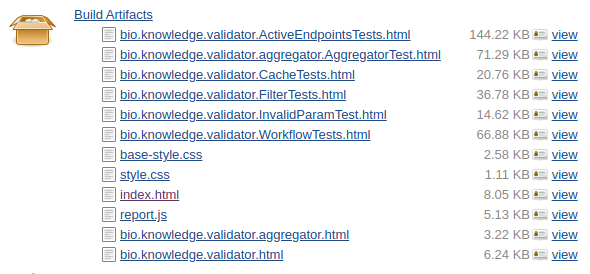 Build Artifacts
bio.knowledge.validator.ActiveEndpointsTests.html 144.22 KB view
bio.knowledge.validator.aggregator.AggregatorTest.html 71.29 KB view
bio.knowledge.validator.CacheTests.html 20.76 KB view
bio.knowledge.validator.FilterTests.html 36.78 KB view
bio.knowledge.validator.InvalidParamTest.html 14.62 KB view
bio.knowledge.validator.WorkflowTests.html 66.88 KB view
base-style.css 2.58 KB view
style.css 1.11 KB view
index.html 8.05 KB view
report.js 5.13 KB view
bio.knowledge.validator.aggregator.html 3.22 KB view
bio.knowledge.validator.html 6.24 KB view